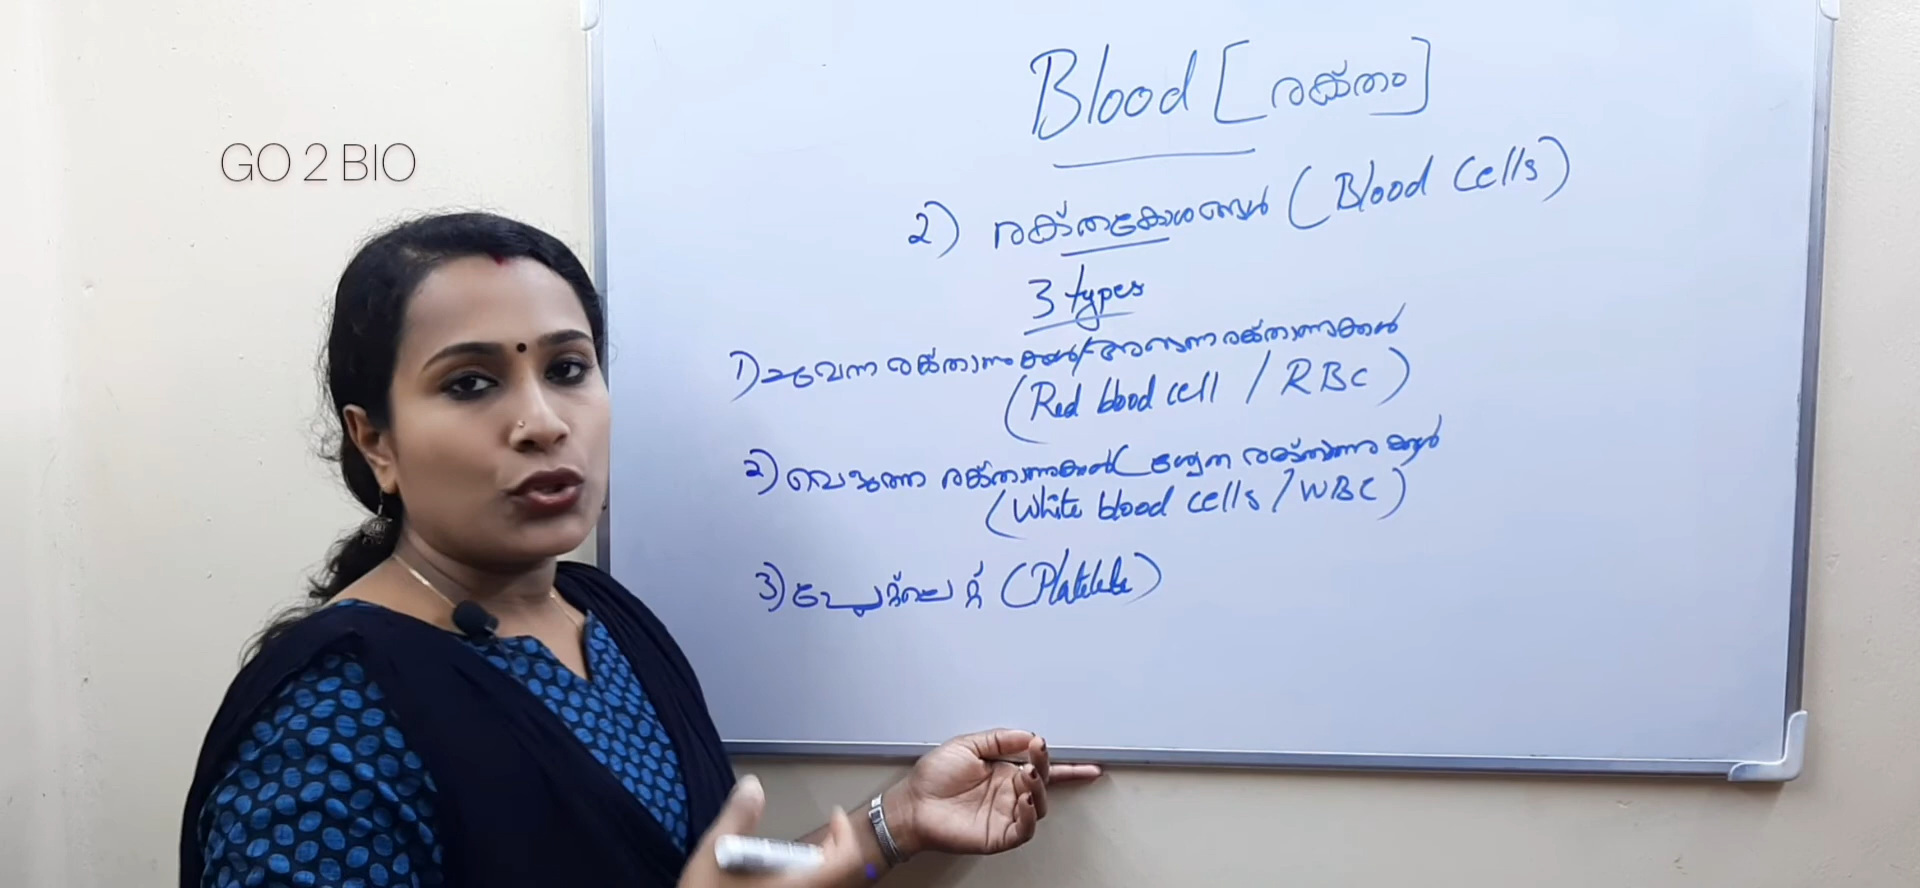 GO 2 BIO
Blood [രക്തം]
2) രക്തകോശങ്ങൾ (Blood Cells)
3 types
1) ചുവന്ന രക്താണുക്കൾ/അരുണ രക്താണുക്കൾ
(Red blood cell / RBC)
2) വെളുത്ത രക്താണുക്കൾ ( ശ്വേത രക്താണുക്കൾ
(White blood cells / WBC)
3) പ്ലേറ്റ്ലെറ്റ് (Platelets)